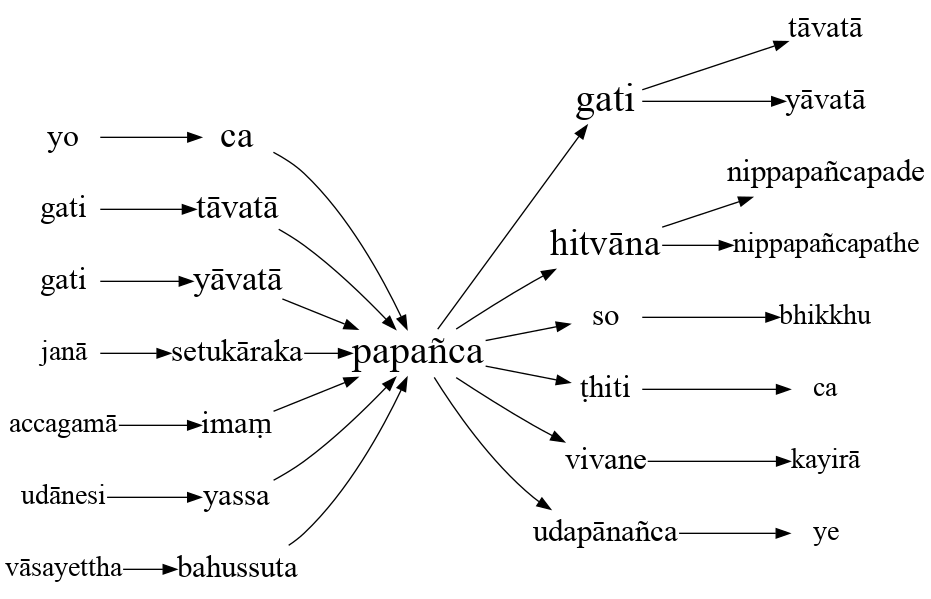 yo
ca
gati
tāvatā
gati
yāvatā
janā
setukāraka
accagamā
imaṃ
udānesi
yassa
vāsayettha
bahussuta
papañca
gati
tāvatā
yāvatā
hitvāna
nippapañcapade
nippapañcapathe
so
bhikkhu
ṭhiti
ca
vivane
kayirā
udapānañca
ye